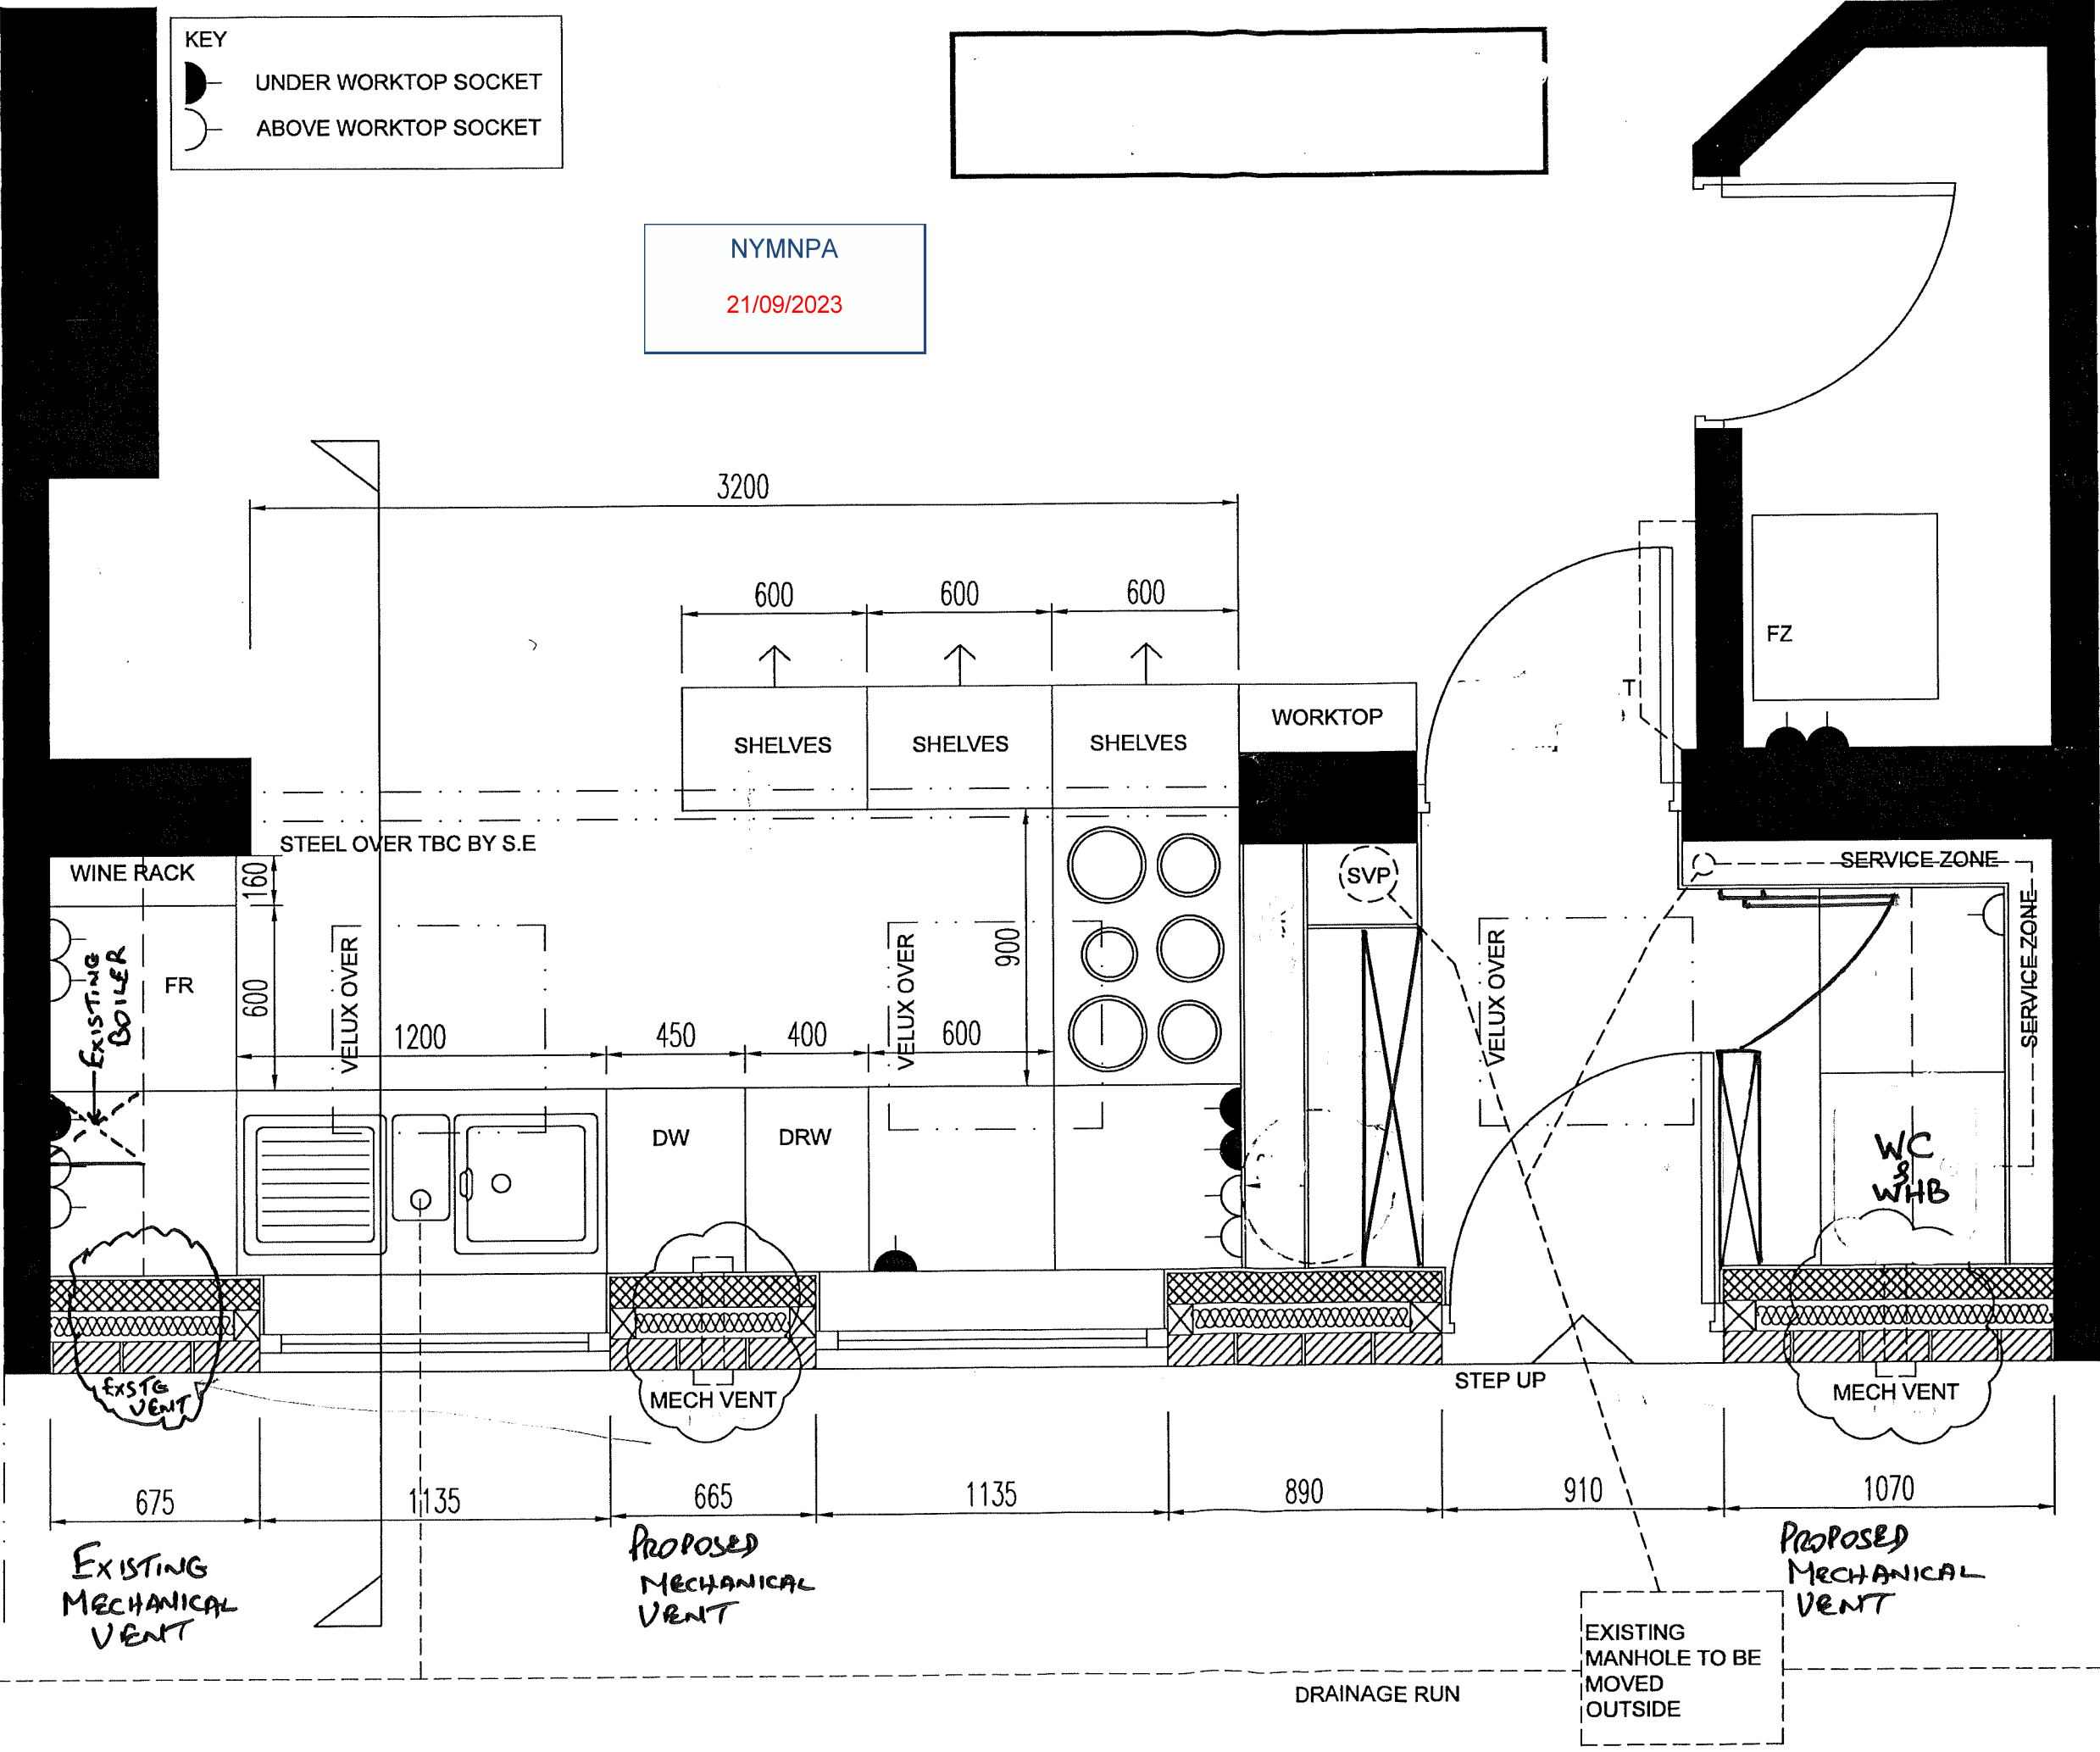 KEY
UNDER WORKTOP SOCKET
ABOVE WORKTOP SOCKET
NYMNPA
21/09/2023
3200
600
600
600
FZ
T
SHELVES
SHELVES
SHELVES
WORKTOP
STEEL OVER TBC BY S.E
WINE RACK
160
SVP
SERVICE ZONE
SERVICE ZONE
EXISTING
BOILER
FR
600
VELUX OVER
1200
450
400
VELUX OVER
600
900
VELUX OVER
DW
DRW
WC
&
WHB
EXSTG
VENT
MECH VENT
STEP UP
MECH VENT
675
1135
665
1135
890
910
1070
EXISTING
MECHANICAL
VENT
PROPOSED
MECHANICAL
VENT
PROPOSED
MECHANICAL
VENT
EXISTING
MANHOLE TO BE
MOVED
OUTSIDE
DRAINAGE RUN